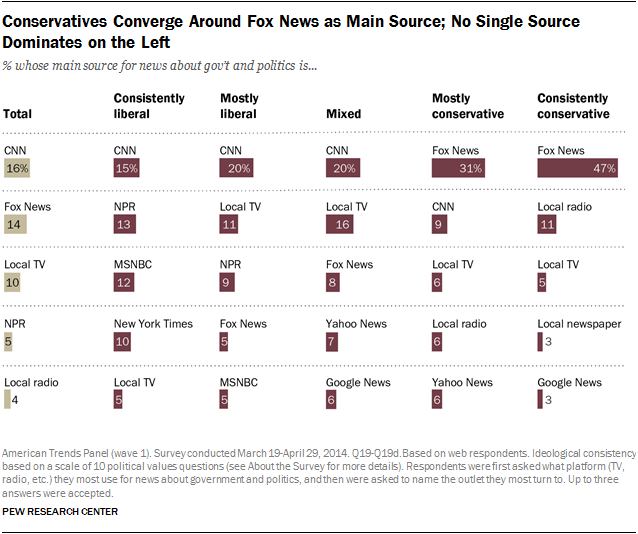 Conservatives Converge Around Fox News as Main Source; No Single Source
Dominates on the Left
% whose main source for news about gov't and politics is...
Total Consistently liberal Mostly liberal Mixed Mostly conservative Consistently conservative
CNN CNN CNN CNN Fox News Fox News
16% 15% 20% 20% 31% 47%
Fox News NPR Local TV Local TV CNN Local radio
14 13 11 16 9 11
Local TV MSNBC NPR Fox News Local TV Local TV
10 12 9 8 6 5
NPR New York Times Fox News Yahoo News Local radio Local newspaper
5 10 5 7 6 3
Local radio Local TV MSNBC Google News Yahoo News Google News
4 5 5 6 6 3
American Trends Panel (wave 1). Survey conducted March 19-April 29, 2014. Q19-Q19d. Based on web respondents. Ideological consistency
based on a scale of 10 political values questions (see About the Survey for more details). Respondents were first asked what platform (TV,
radio, etc.) they most use for news about government and politics, and then were asked to name the outlet they most turn to. Up to three
answers were accepted.
PEW RESEARCH CENTER